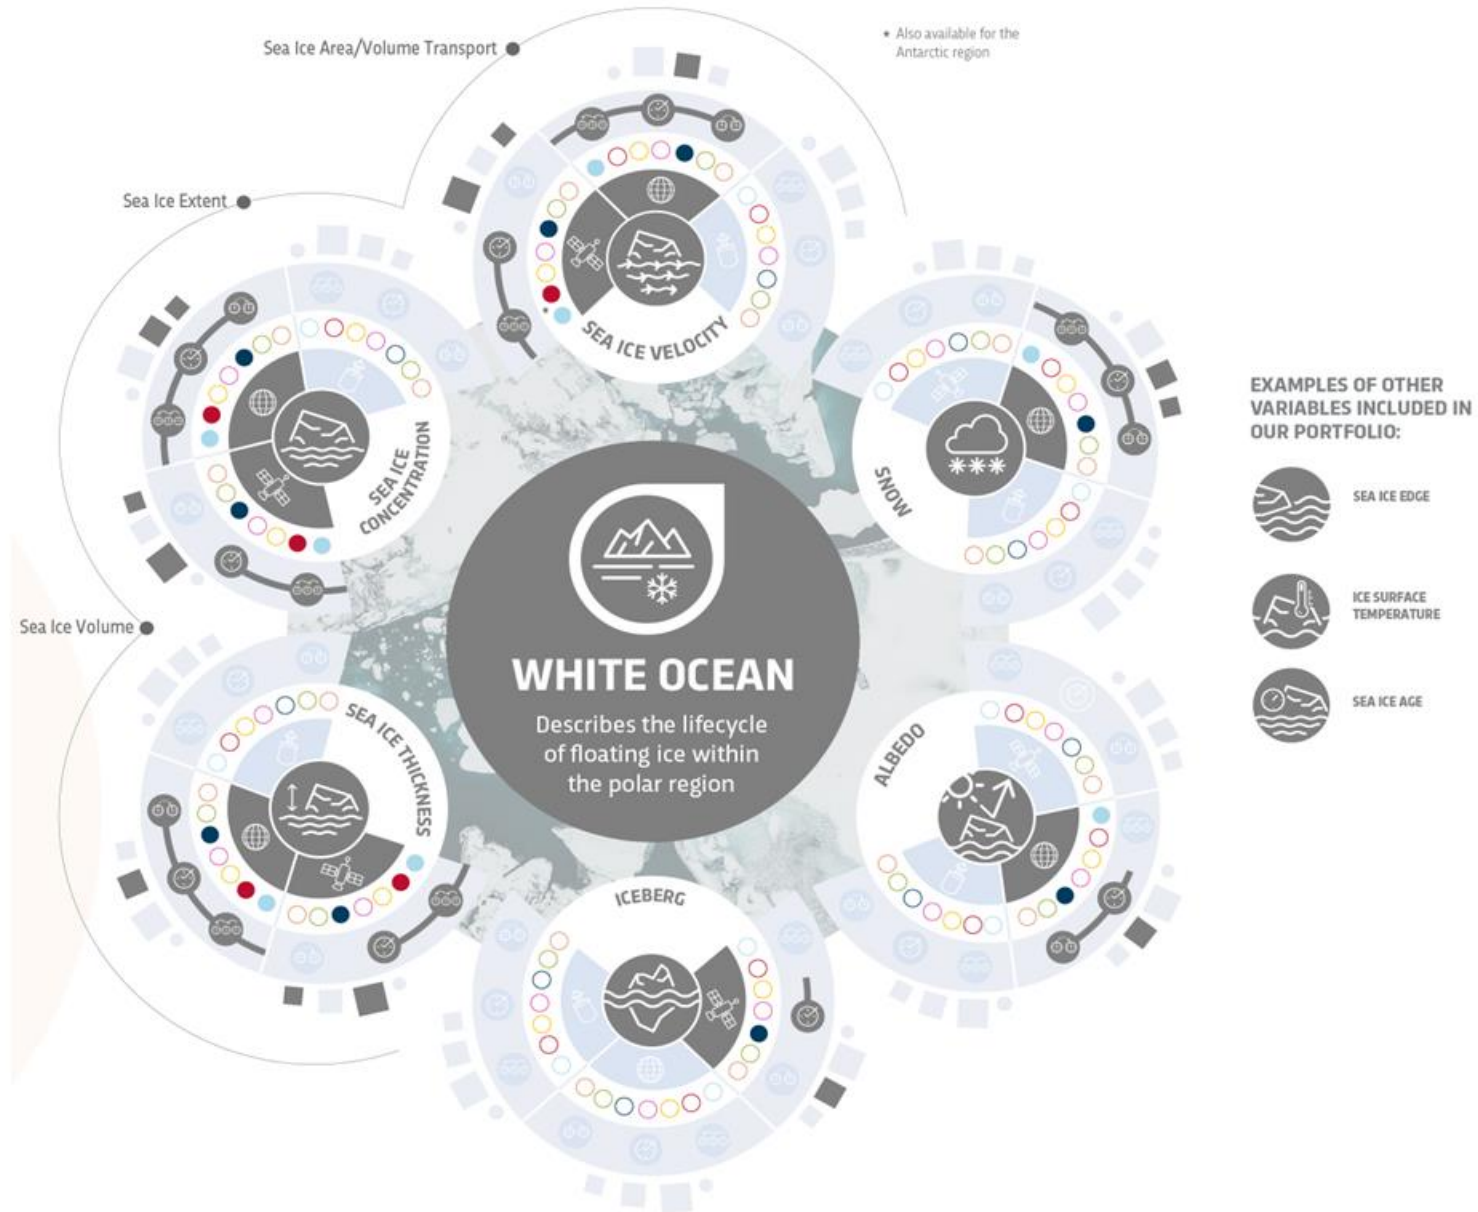 Sea Ice Area/Volume Transport
* Also available for the
Antarctic region
Sea Ice Extent
SEA ICE VELOCITY
SEA ICE
CONCENTRATION
SNOW
EXAMPLES OF OTHER
VARIABLES INCLUDED IN
OUR PORTFOLIO:
SEA ICE EDGE
ICE SURFACE
TEMPERATURE
SEA ICE AGE
WHITE OCEAN
Describes the lifecycle
of floating ice within
the polar region
Sea Ice Volume
SEA ICE THICKNESS
ALBEDO
ICEBERG